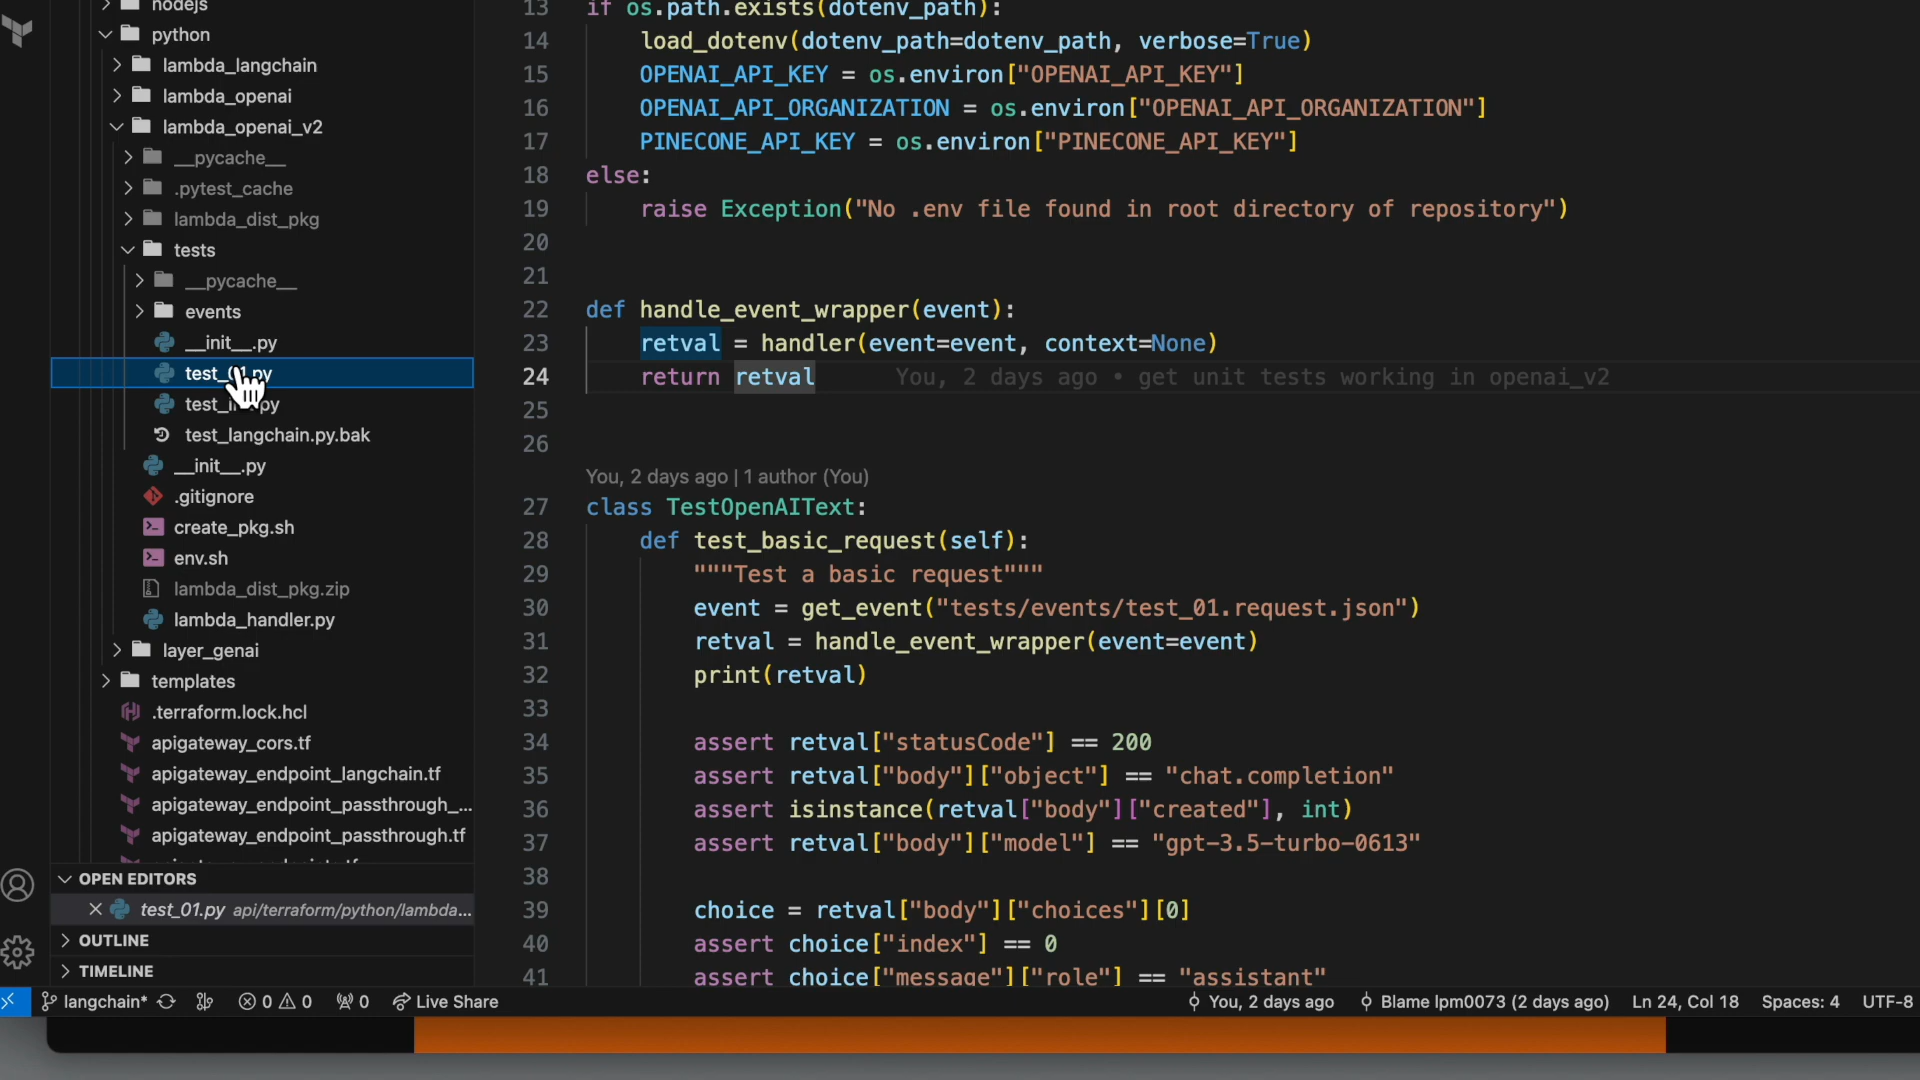 nodejs
python
lambda_langchain
lambda_openai
lambda_openai_v2
__pycache__
.pytest_cache
lambda_dist_pkg
tests
__pycache__
events
__init__.py
test_01.py
test_init.py
test_langchain.py.bak
__init__.py
.gitignore
create_pkg.sh
env.sh
lambda_dist_pkg.zip
lambda_handler.py
layer_genai
templates
.terraform.lock.hcl
apigateway_cors.tf
apigateway_endpoint_langchain.tf
apigateway_endpoint_passthrough_...
apigateway_endpoint_passthrough.tf
OPEN EDITORS
test_01.py api/terraform/python/lambda...
OUTLINE
TIMELINE
13 if os.path.exists(dotenv_path):
14 load_dotenv(dotenv_path=dotenv_path, verbose=True)
15 OPENAI_API_KEY = os.environ["OPENAI_API_KEY"]
16 OPENAI_API_ORGANIZATION = os.environ["OPENAI_API_ORGANIZATION"]
17 PINECONE_API_KEY = os.environ["PINECONE_API_KEY"]
18 else:
19 raise Exception("No .env file found in root directory of repository")
20
21
22 def handle_event_wrapper(event):
23 retval = handler(event=event, context=None)
24 return retval You, 2 days ago • get unit tests working in openai_v2
25
26
You, 2 days ago | 1 author (You)
27 class TestOpenAIText:
28 def test_basic_request(self):
29 """Test a basic request"""
30 event = get_event("tests/events/test_01.request.json")
31 retval = handle_event_wrapper(event=event)
32 print(retval)
33
34 assert retval["statusCode"] == 200
35 assert retval["body"]["object"] == "chat.completion"
36 assert isinstance(retval["body"]["created"], int)
37 assert retval["body"]["model"] == "gpt-3.5-turbo-0613"
38
39 choice = retval["body"]["choices"][0]
40 assert choice["index"] == 0
41 assert choice["message"]["role"] == "assistant"
langchain* 0 0 0 Live Share You, 2 days ago Blame lpm0073 (2 days ago) Ln 24, Col 18 Spaces: 4 UTF-8